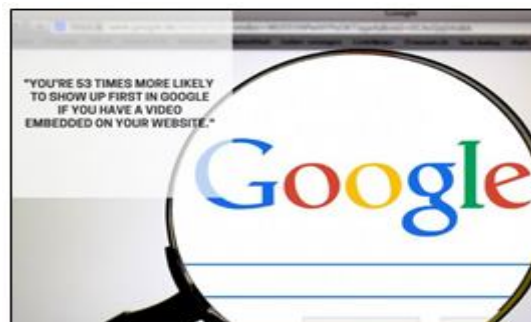 "YOU'RE 53 TIMES MORE LIKELY
TO SHOW UP FIRST IN GOOGLE
IF YOU HAVE A VIDEO
EMBEDDED ON YOUR WEBSITE."
Google